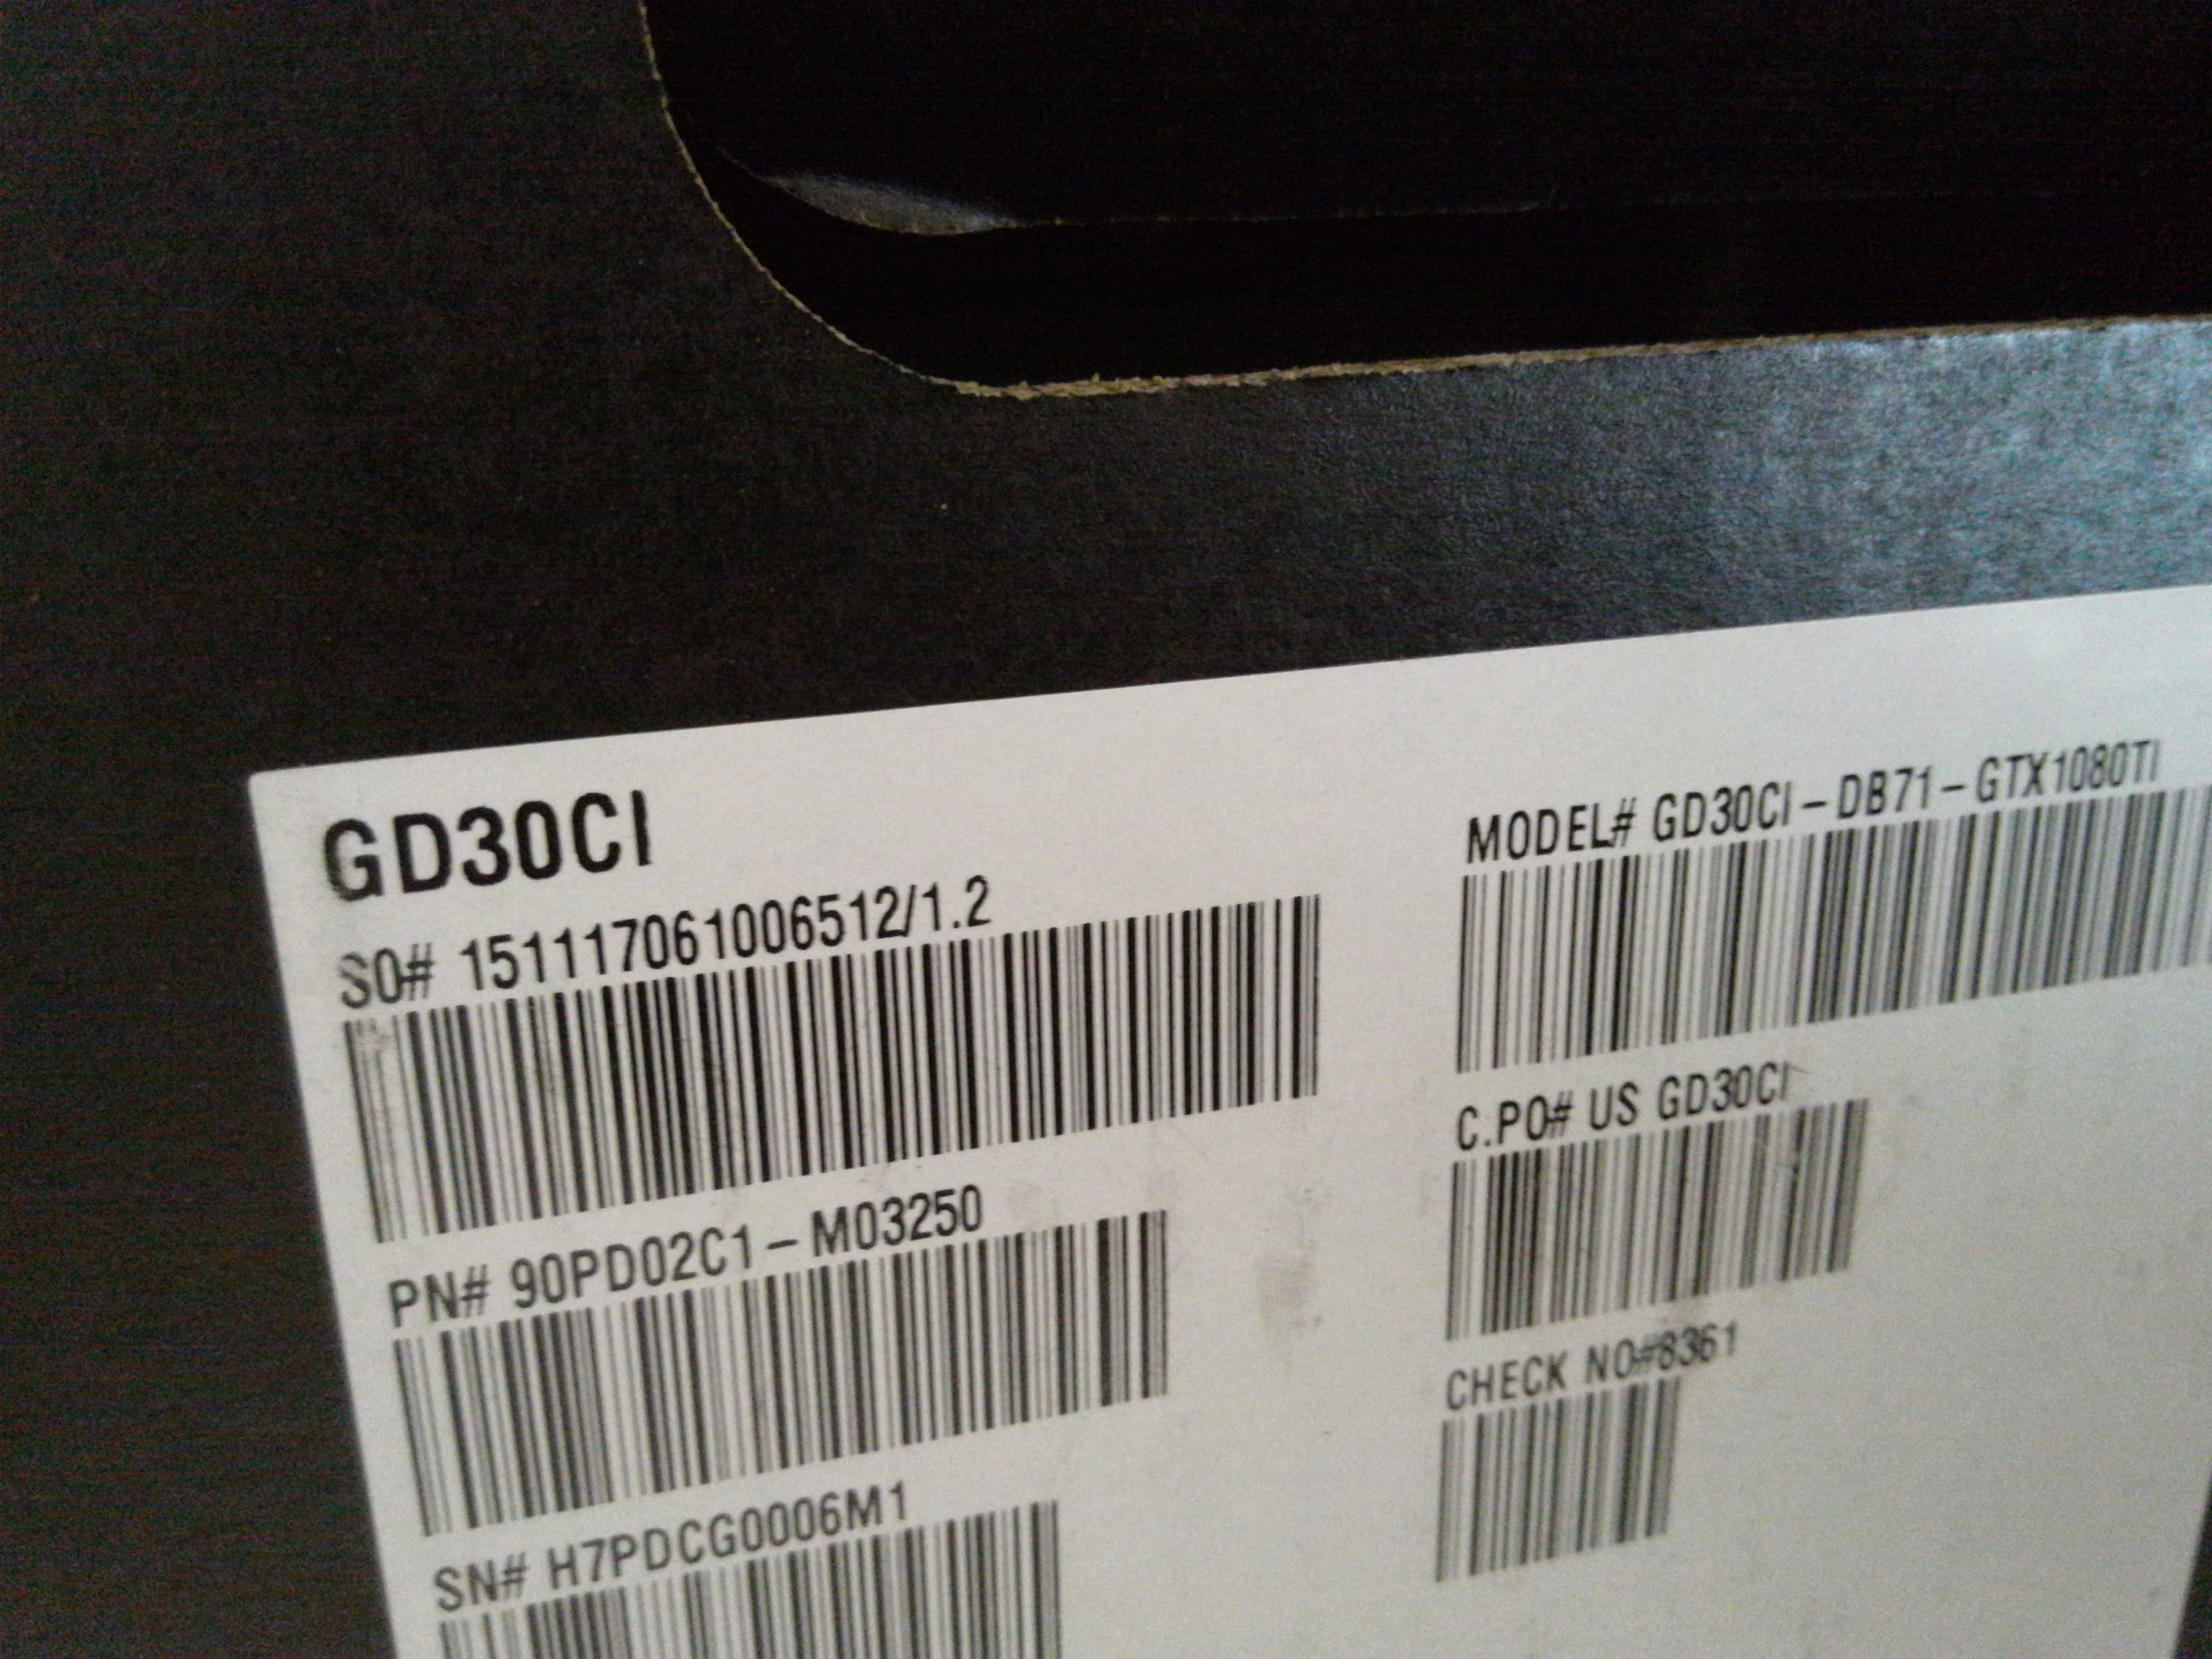 GD30CI
SO# 151117061006512/1.2
PN# 90PD02C1-M03250
SN# H7PDCG0006M1
MODEL# GD30CI-DB71-GTX1080TI
C.PO# US GD30CI
CHECK NO#8361